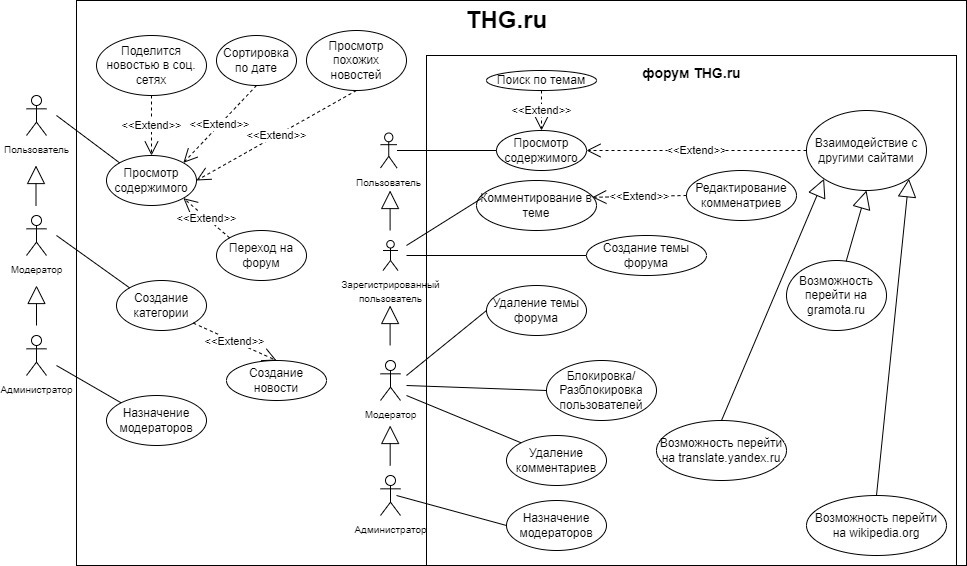 THG.ru
Поделится
новостью в соц.
сетях
Сортировка
по дате
Просмотр
похожих
новостей
<<Extend>>
<<Extend>>
<<Extend>>
Пользователь
Просмотр
содержимого
<<Extend>>
Переход на
форум
Модератор
Создание
категории
<<Extend>>
Создание
новости
Администратор
Назначение
модераторов
форум THG.ru
Поиск по темам
<<Extend>>
Просмотр
содержимого
<<Extend>>
Взаимодействие с
другими сайтами
Пользователь
Комментирование в
теме
<<Extend>>
Редактирование
комменатриев
Зарегистрированный
пользователь
Создание темы
форума
Возможность
перейти на
gramota.ru
Удаление темы
форума
Модератор
Блокировка/
Разблокировка
пользователей
Удаление
комментариев
Возможность перейти
на translate.yandex.ru
Администратор
Назначение
модераторов
Возможность перейти
на wikipedia.org